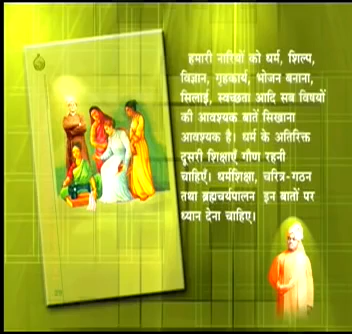 हमारी नारियों को धर्म, शिल्प,
विज्ञान, गृहकार्य, भोजन बनाना,
सिलाई, स्वच्छता आदि सब विषयों
की आवश्यक बातें सिखाना
आवश्यक है। धर्म के अतिरिक्त
दूसरी शिक्षाएँ गौण रहनी
चाहिएँ। धर्मशिक्षा, चरित्र-गठन
तथा ब्रह्मचर्यपालन इन बातों पर
ध्यान देना चाहिए।